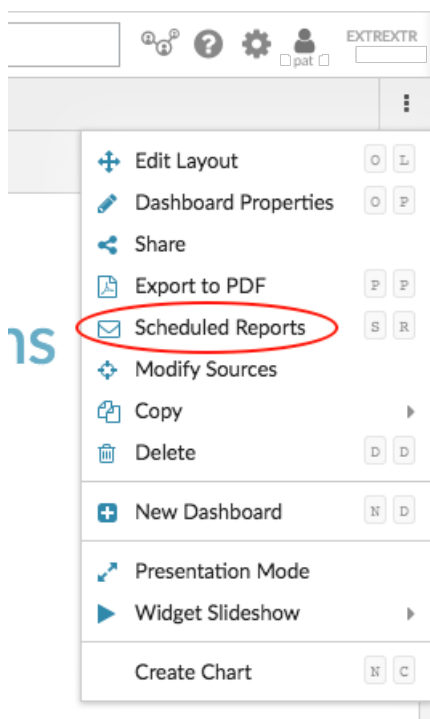 EXTREXTR
pat
Edit Layout O L
Dashboard Properties O P
Share
Export to PDF P P
ns
Scheduled Reports S R
Modify Sources
Copy
Delete D D
New Dashboard N D
Presentation Mode
Widget Slideshow
Create Chart N C